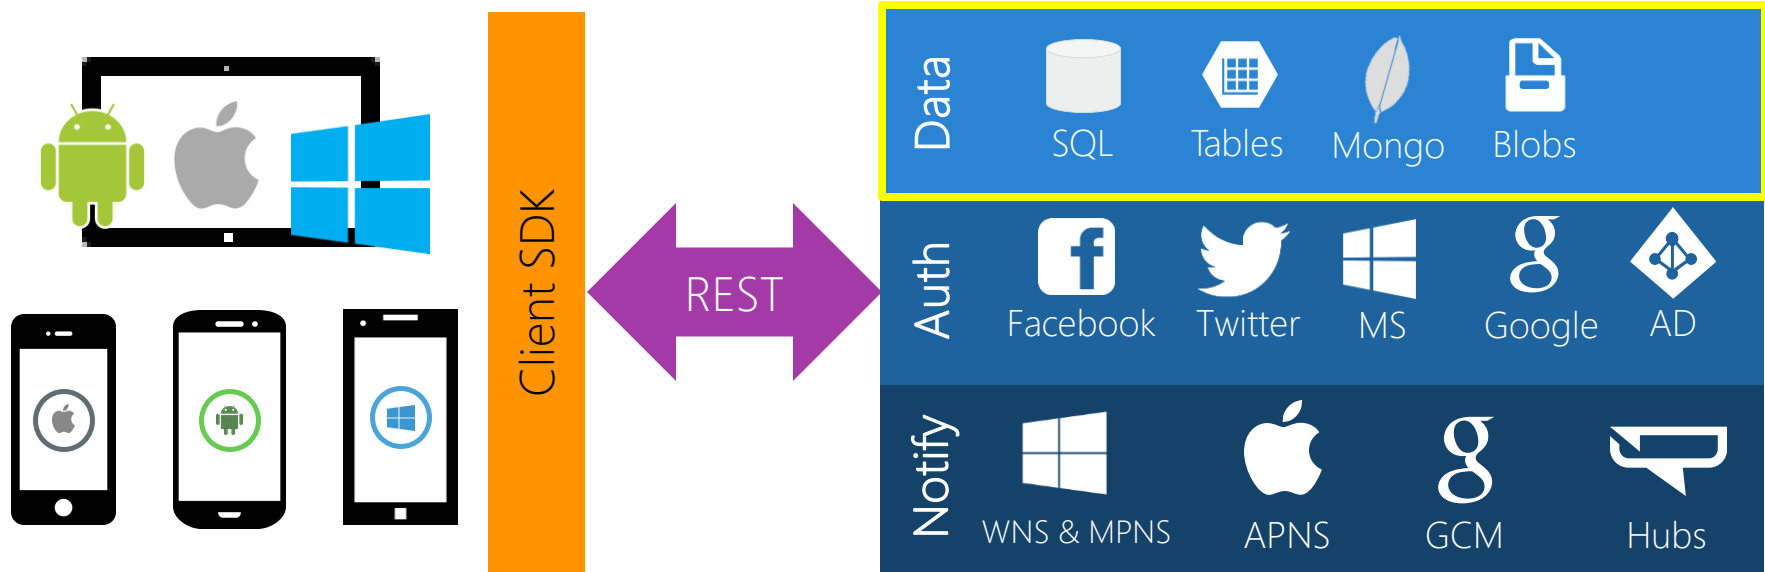 Client SDK
REST
Data
SQL
Tables
Mongo
Blobs
Auth
Facebook
Twitter
MS
Google
AD
Notify
WNS & MPNS
APNS
GCM
Hubs